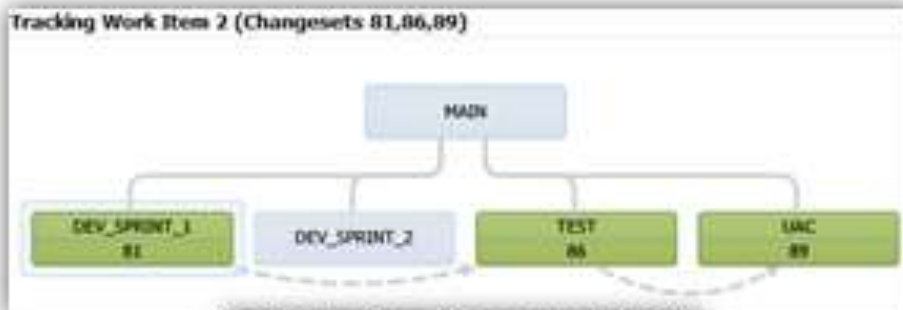 Tracking Work Item 2 (Changesets 81,86,89)
MAIN
DEV_SPRINT_1
81
DEV_SPRINT_2
TEST
86
UAC
89